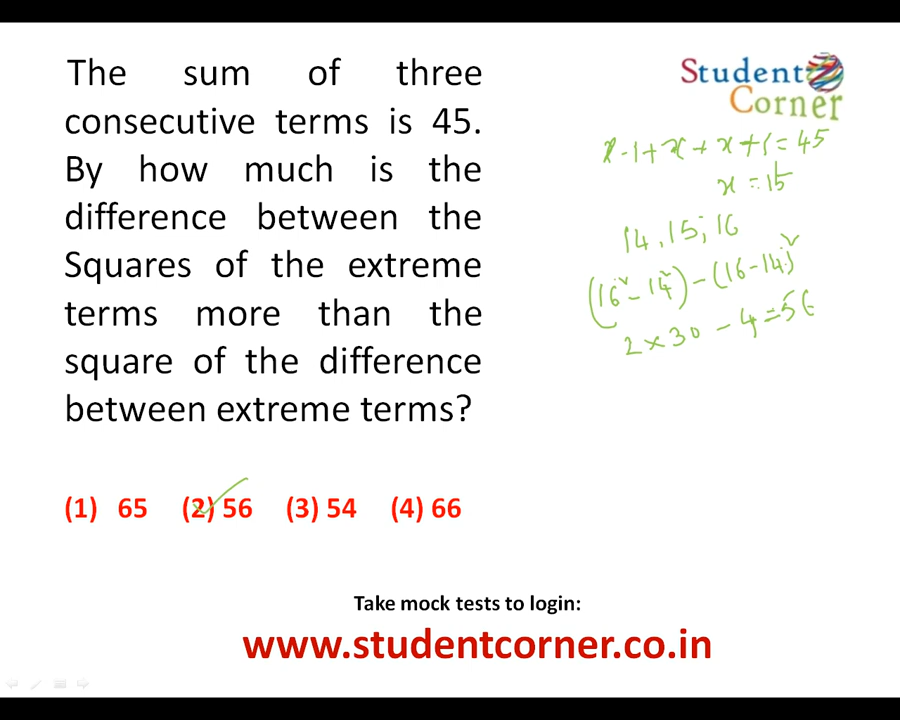 The sum of three
consecutive terms is 45.
By how much is the
difference between the
Squares of the extreme
terms more than the
square of the difference
between extreme terms?
(1) 65 (2) 56 (3) 54 (4) 66
Student
Corner
x-1+x+x+1=45
x=15
14,15,16
(16²-14²)-(16-14)²
2×30-4=56
Take mock tests to login:
www.studentcorner.co.in